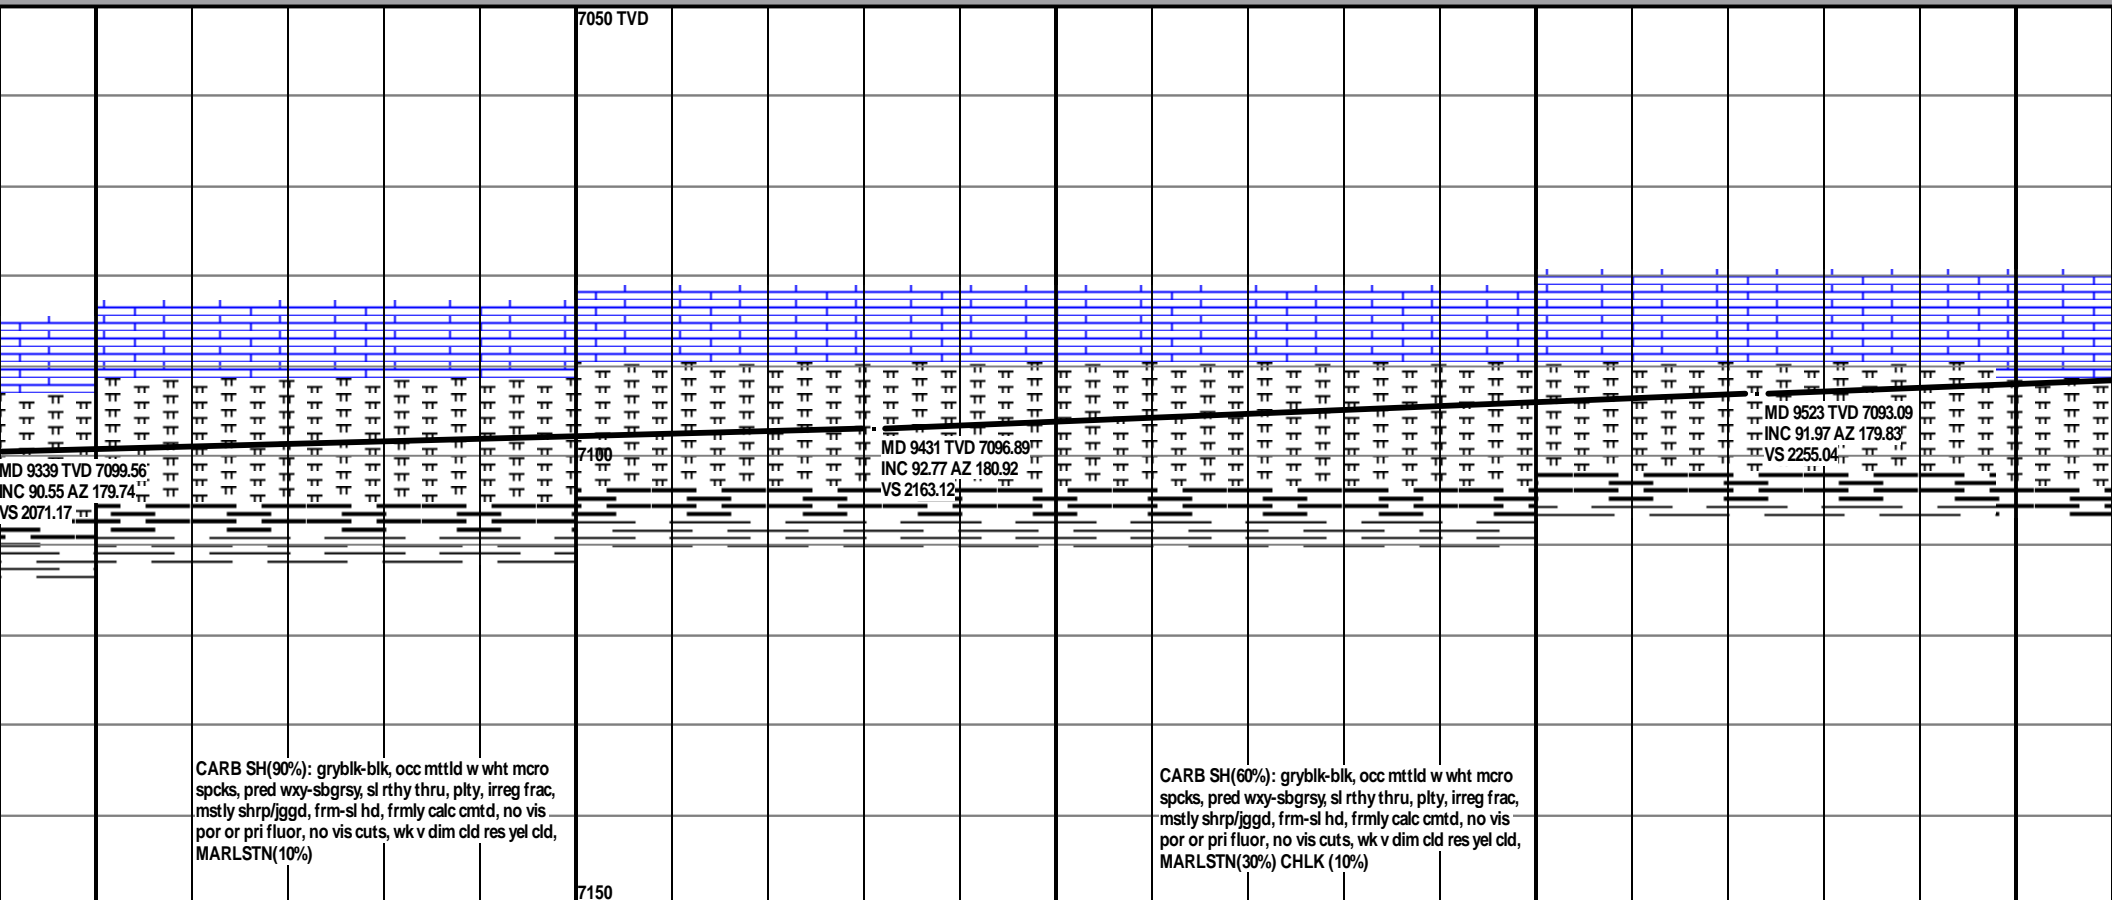 7050 TVD
MD 9339 TVD 7099.56
INC 90.55 AZ 179.74
VS 2071.17
7100
MD 9431 TVD 7096.89
INC 92.77 AZ 180.92
VS 2163.12
MD 9523 TVD 7093.09
INC 91.97 AZ 179.83
VS 2255.04
CARB SH(90%): gryblk-blk, occ mttld w wht mcro
spcks, pred wxy-sbgrsy, sl rthy thru, plty, irreg frac,
mstly shrp/jggd, frm-sl hd, frmly calc cmtd, no vis
por or pri fluor, no vis cuts, wk v dim cld res yel cld,
MARLSTN(10%)
CARB SH(60%): gryblk-blk, occ mttld w wht mcro
spcks, pred wxy-sbgrsy, sl rthy thru, plty, irreg frac,
mstly shrp/jggd, frm-sl hd, frmly calc cmtd, no vis
por or pri fluor, no vis cuts, wk v dim cld res yel cld,
MARLSTN(30%) CHLK (10%)
7150